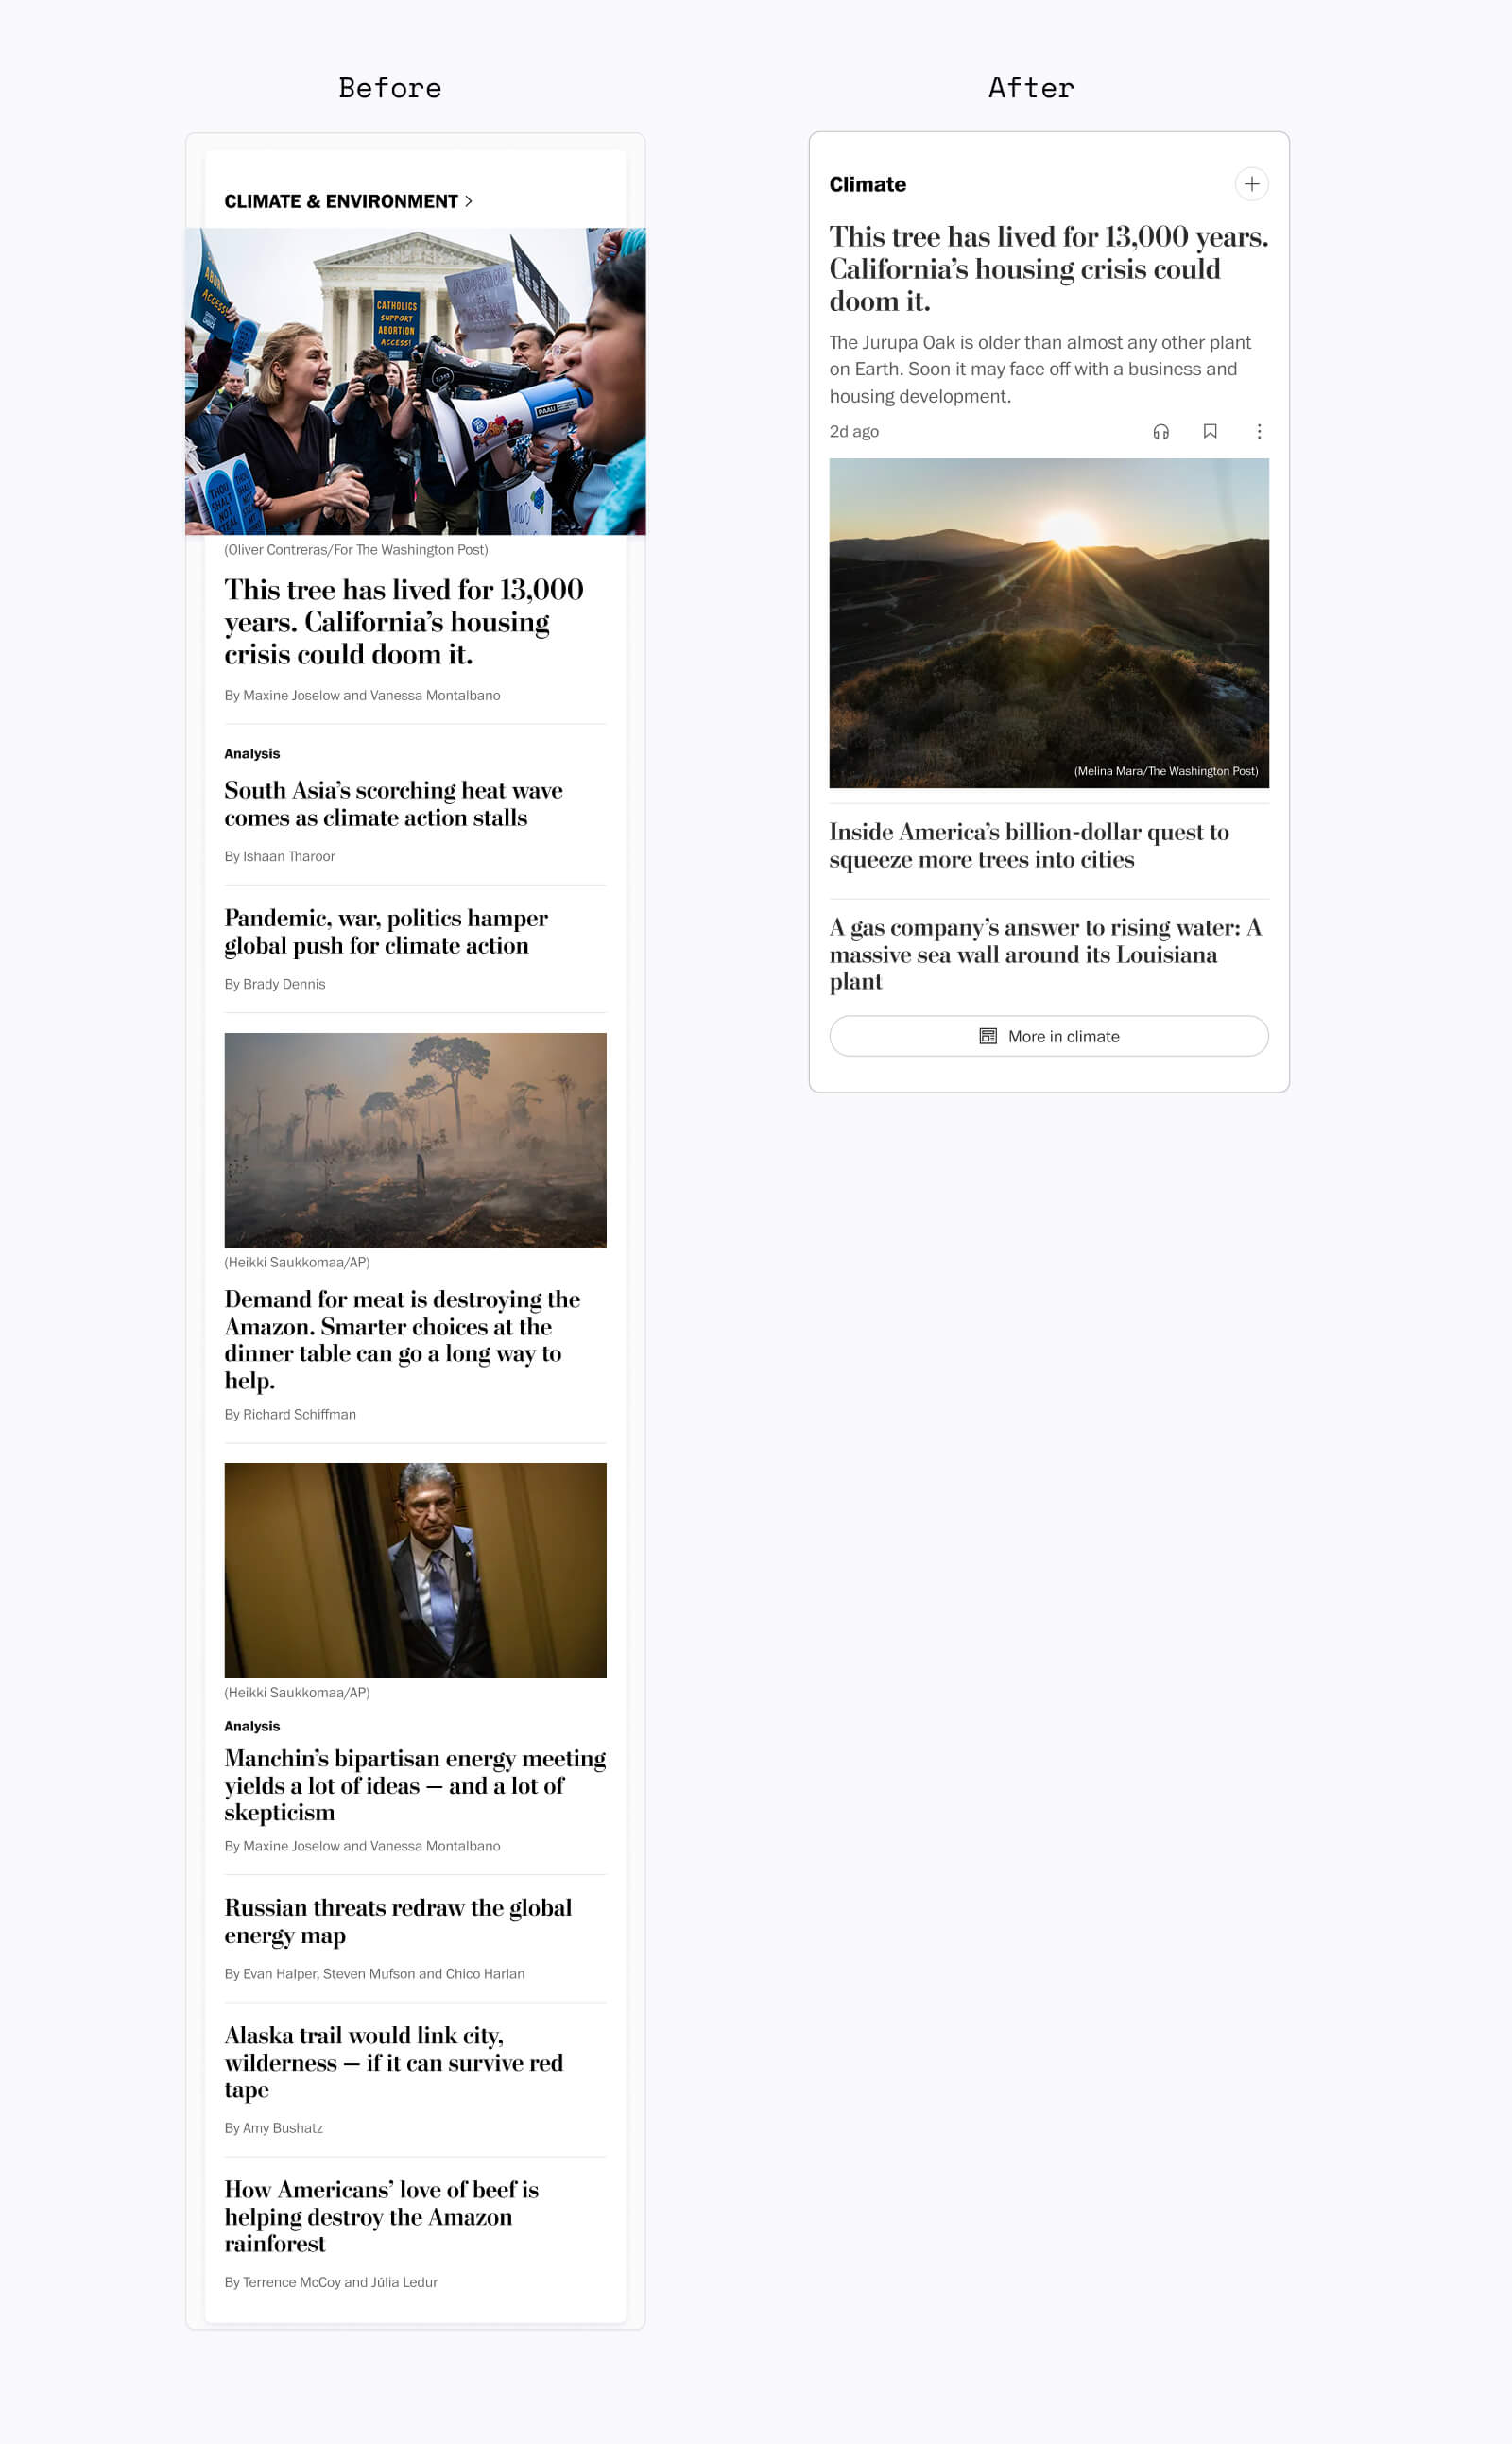 Before
CLIMATE & ENVIRONMENT >
ABORTION
ACCESS!
CATHOLICS
SUPPORT
ABORTION
ACCESS!
ABORTION
PAAU
THOU
SHALT
NOT
STEAL
THOU
SHALT
NOT
(Oliver Contreras/For The Washington Post)
This tree has lived for 13,000
years. California’s housing
crisis could doom it.
By Maxine Joselow and Vanessa Montalbano
Analysis
South Asia’s scorching heat wave
comes as climate action stalls
By Ishaan Tharoor
Pandemic, war, politics hamper
global push for climate action
By Brady Dennis
(Heikki Saukkomaa/AP)
Demand for meat is destroying the
Amazon. Smarter choices at the
dinner table can go a long way to
help.
By Richard Schiffman
(Heikki Saukkomaa/AP)
Analysis
Manchin’s bipartisan energy meeting
yields a lot of ideas — and a lot of
skepticism
By Maxine Joselow and Vanessa Montalbano
Russian threats redraw the global
energy map
By Evan Halper, Steven Mufson and Chico Harlan
Alaska trail would link city,
wilderness — if it can survive red
tape
By Amy Bushatz
How Americans’ love of beef is
helping destroy the Amazon
rainforest
By Terrence McCoy and Júlia Ledur
After
Climate
This tree has lived for 13,000 years.
California’s housing crisis could
doom it.
The Jurupa Oak is older than almost any other plant
on Earth. Soon it may face off with a business and
housing development.
2d ago
(Melina Mara/The Washington Post)
Inside America’s billion-dollar quest to
squeeze more trees into cities
A gas company’s answer to rising water: A
massive sea wall around its Louisiana
plant
More in climate